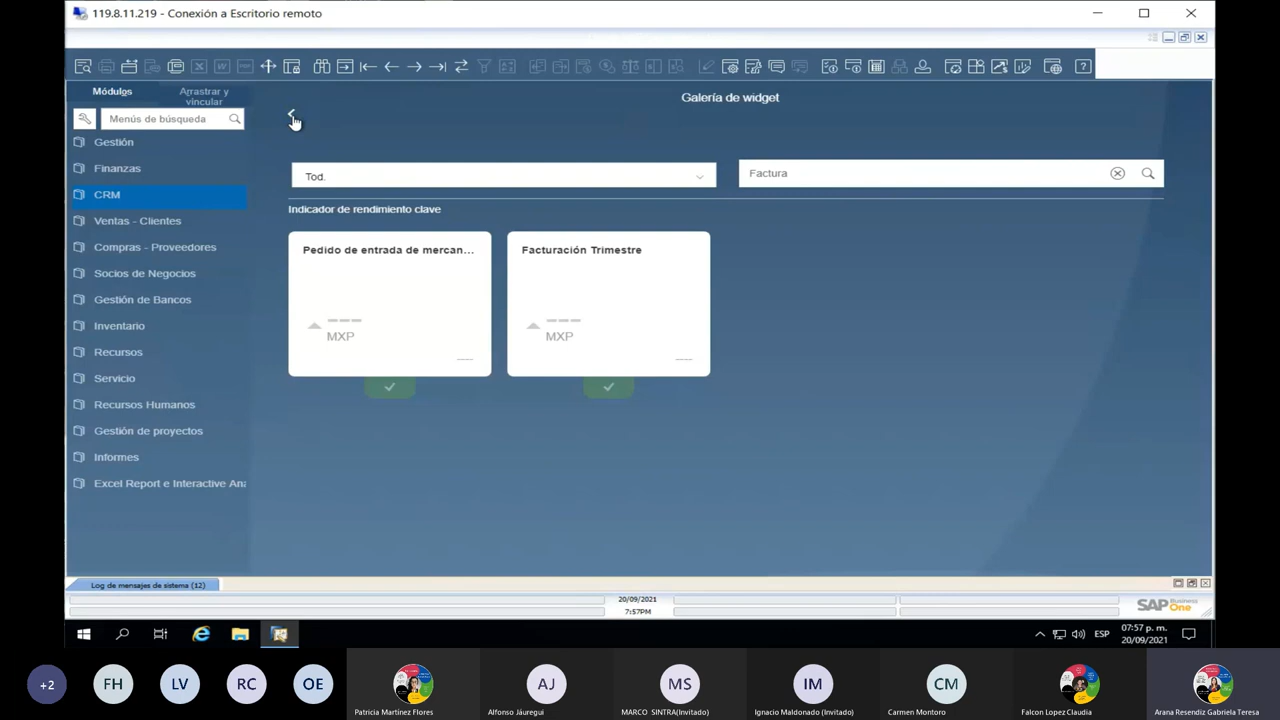 119.8.11.219 - Conexión a Escritorio remoto
Módulos
Arrastrar y
vincular
Galería de widget
Menús de búsqueda
Gestión
Finanzas
CRM
Ventas - Clientes
Compras - Proveedores
Socios de Negocios
Gestión de Bancos
Inventario
Recursos
Servicio
Recursos Humanos
Gestión de proyectos
Informes
Excel Report e Interactive Ana
Tod.
Factura
Indicador de rendimiento clave
Pedido de entrada de mercan...
MXP
Facturación Trimestre
MXP
Log de mensajes de sistema (12)
20/09/2021
7:57PM
SAP Business One
ESP
07:57 p. m.
20/09/2021
+2
FH
LV
RC
OE
Patricia Martínez Flores
AJ
Alfonso Jáuregui
MS
MARCO SINTRA(Invitado)
IM
Ignacio Maldonado (Invitado)
CM
Carmen Montoro
Falcon Lopez Claudia
Arana Resendiz Gabriela Teresa